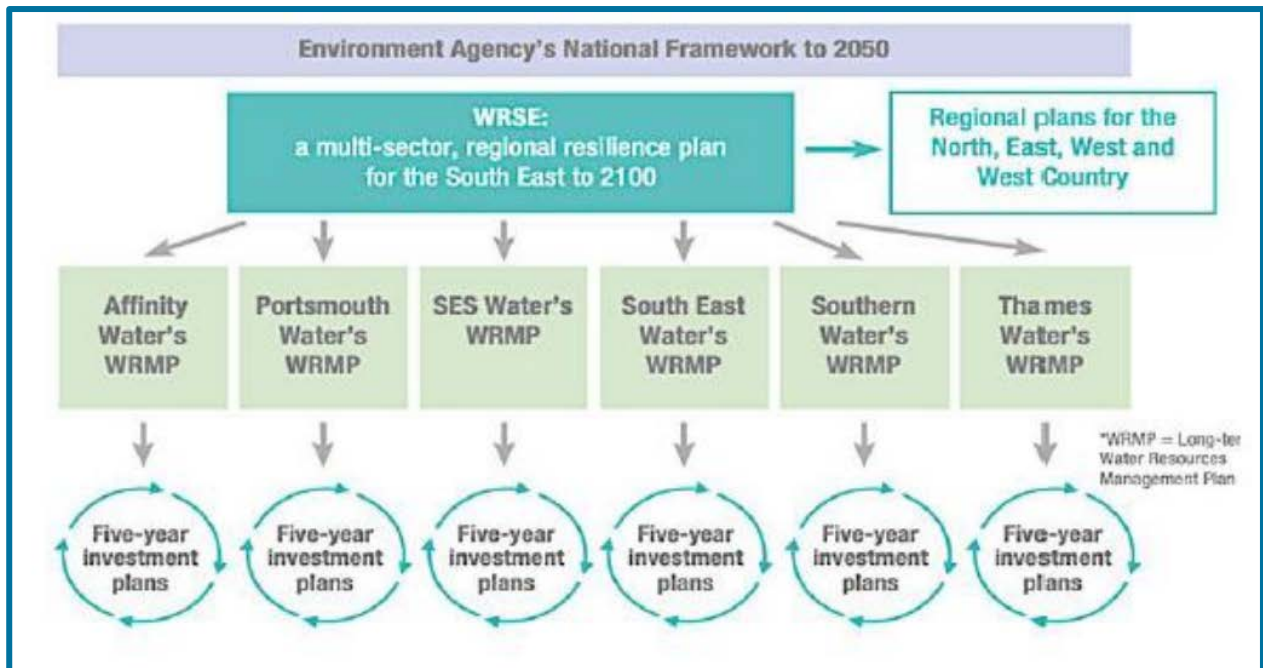 Environment Agency's National Framework to 2050
WRSE:
a multi-sector, regional resilience plan
for the South East to 2100
Regional plans for the
North, East, West and
West Country
Affinity
Water's
WRMP
Portsmouth
Water's
WRMP
SES Water's
WRMP
South East
Water's
WRMP
Southern
Water's
WRMP
Thames
Water's
WRMP
*WRMP = Long-ter
Water Resources
Management Plan
Five-year
investment
plans
Five-year
investment
plans
Five-year
investment
plans
Five-year
investment
plans
Five-year
investment
plans
Five-year
investment
plans